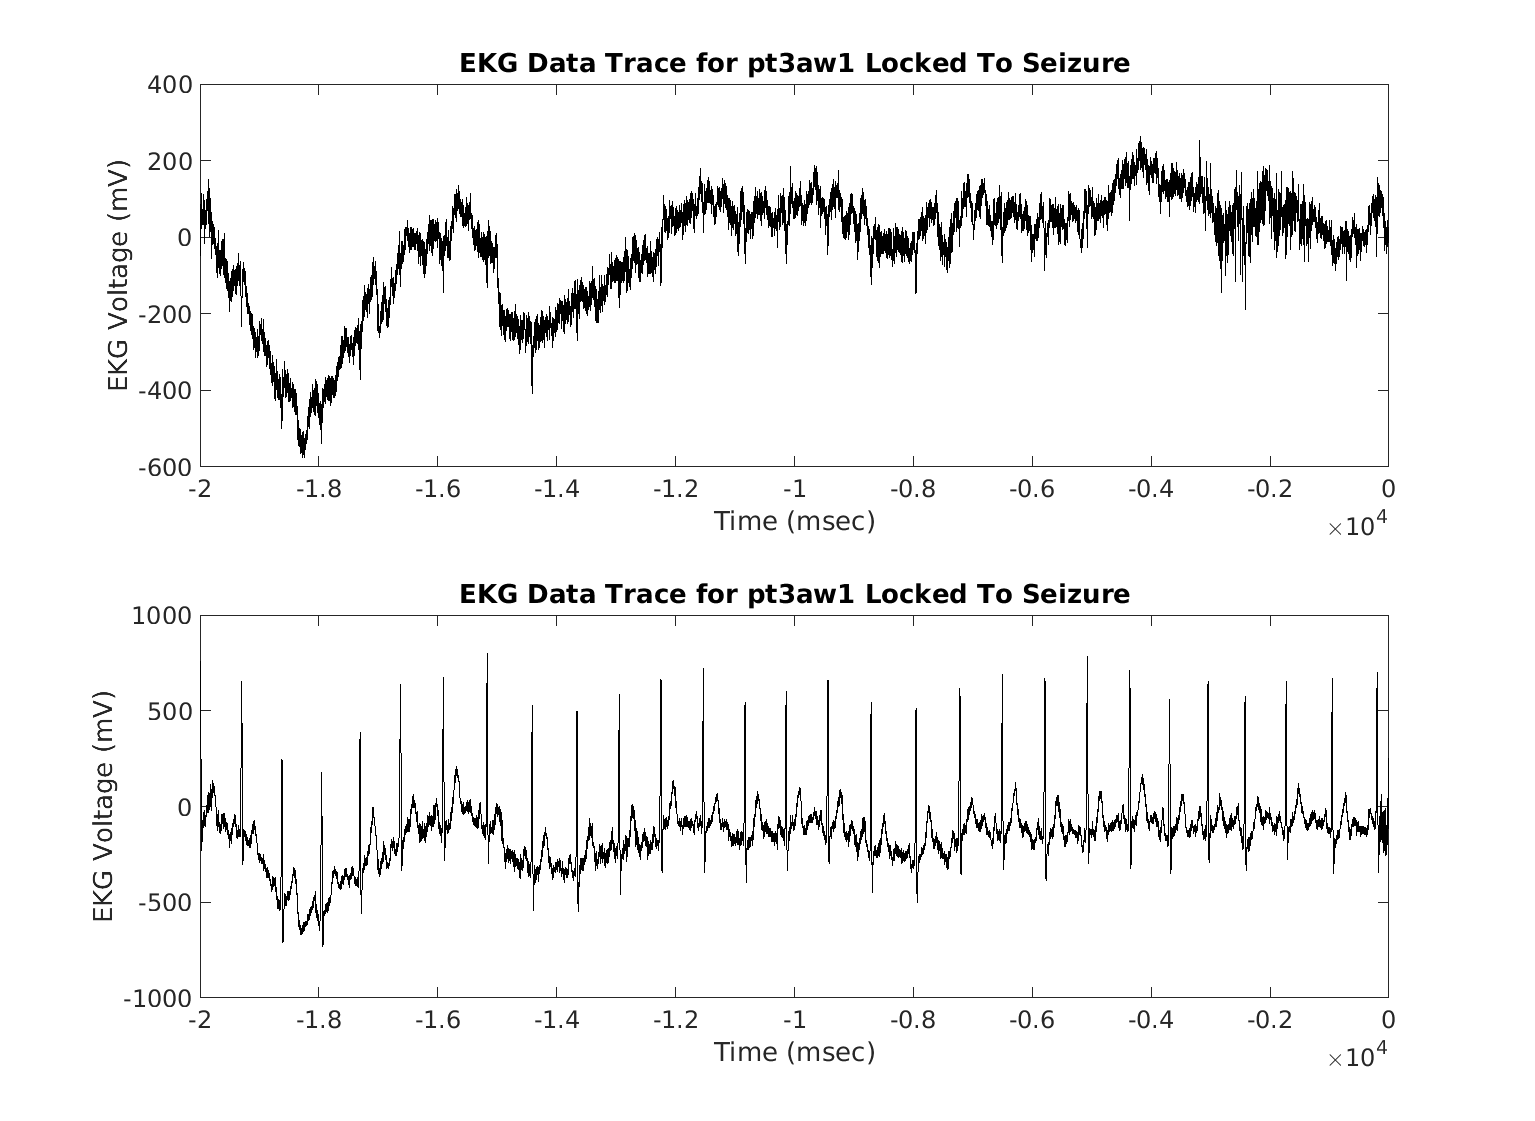 EKG Data Trace for pt3aw1 Locked To Seizure
400
200
0
-200
-400
-600
EKG Voltage (mV)
-2 -1.8 -1.6 -1.4 -1.2 -1 -0.8 -0.6 -0.4 -0.2 0
Time (msec)
×10^4
EKG Data Trace for pt3aw1 Locked To Seizure
1000
500
0
-500
-1000
EKG Voltage (mV)
-2 -1.8 -1.6 -1.4 -1.2 -1 -0.8 -0.6 -0.4 -0.2 0
Time (msec)
×10^4